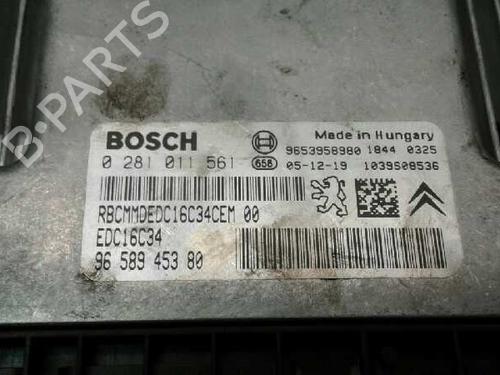 BOSCH
Made in Hungary
9653958980 1844 0325
0 281 011 561 658 05-12-19 1039S08536
RBCMMDEDC16C34CEM 00
EDC16C34
96 589 453 80
B-PARTS